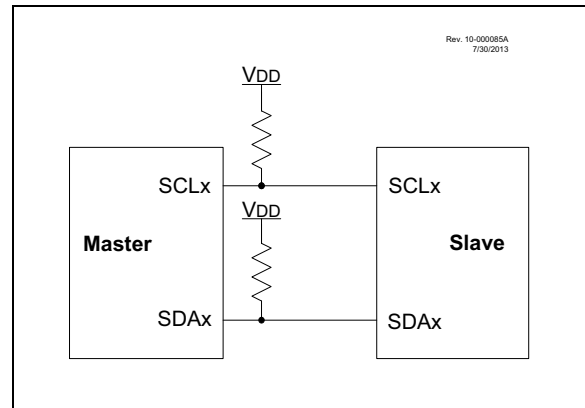 Rev. 10-000085A
7/30/2013
VDD
SCLx
SCLx
VDD
Master
Slave
SDAx
SDAx